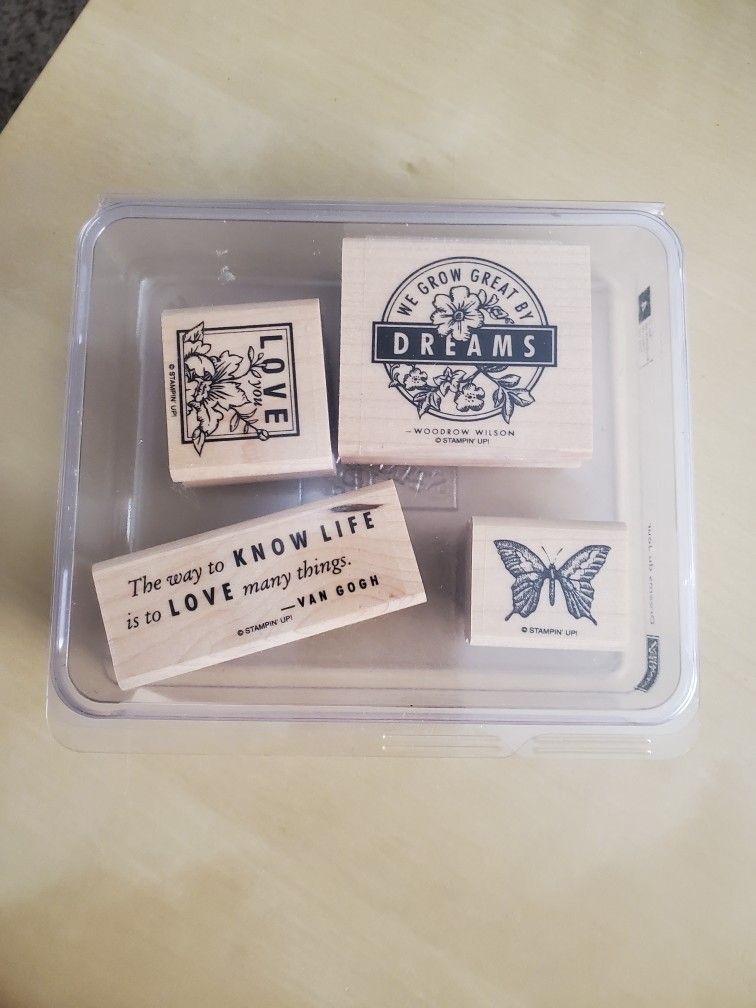 LOVE
you
© STAMPIN' UP!
WE GROW GREAT BY
DREAMS
—WOODROW WILSON
© STAMPIN' UP!
The way to KNOW LIFE
is to LOVE many things.
—VAN GOGH
© STAMPIN' UP!
© STAMPIN' UP!